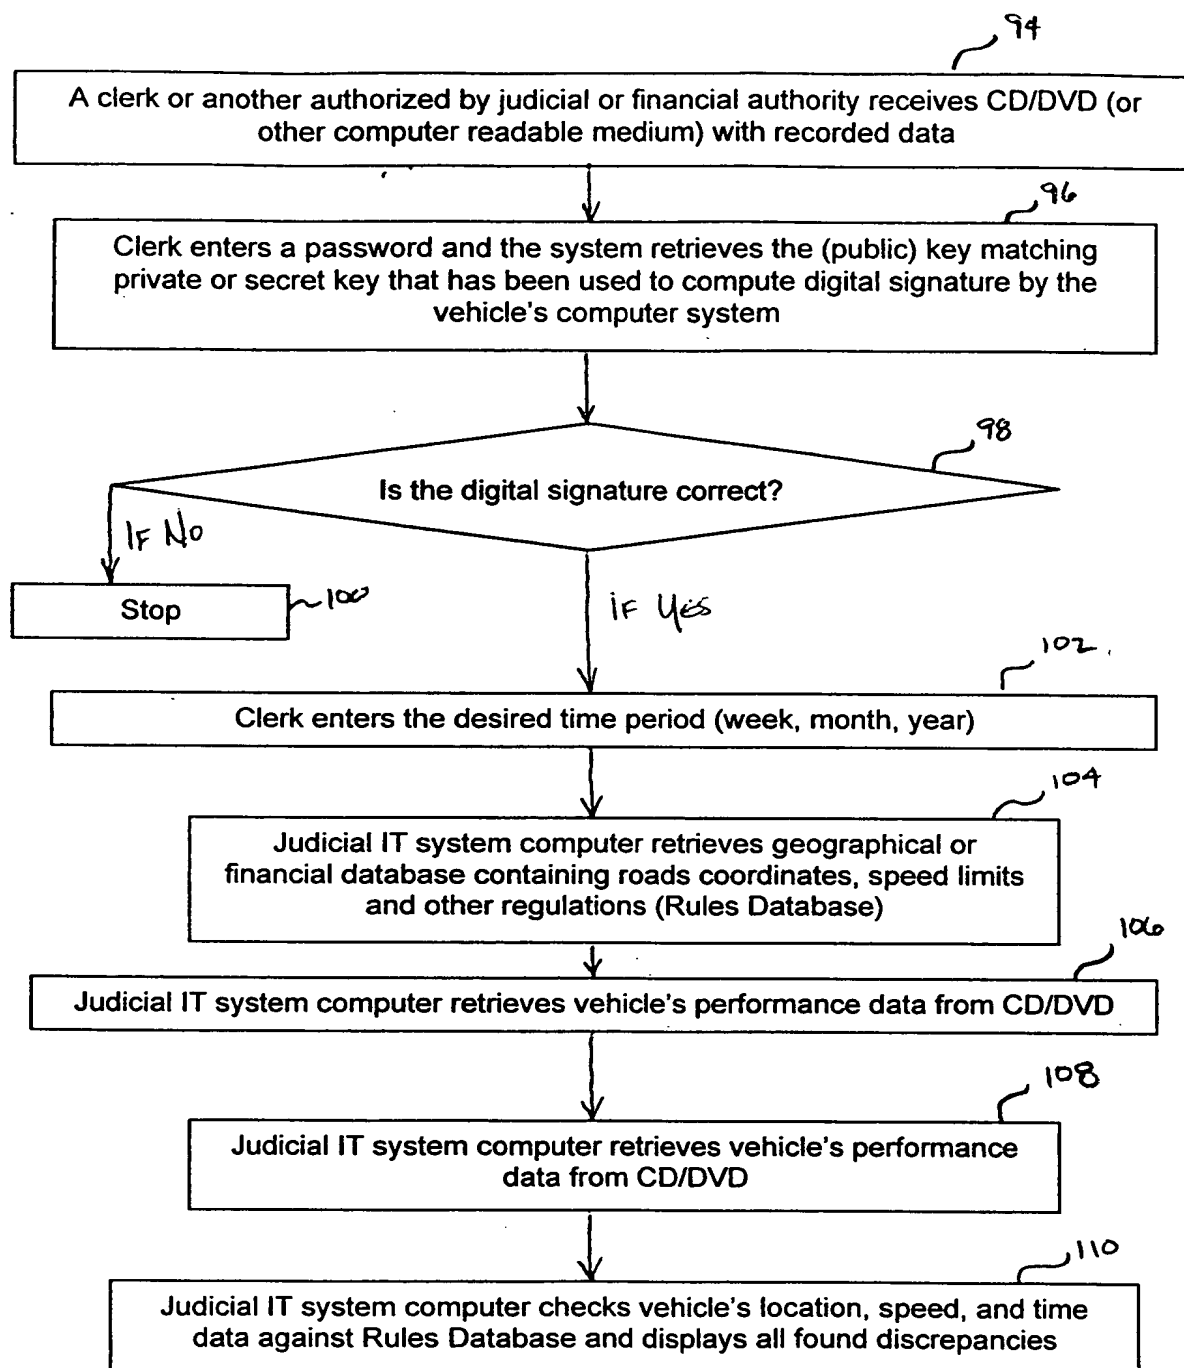 94
A clerk or another authorized by judicial or financial authority receives CD/DVD (or
other computer readable medium) with recorded data
96
Clerk enters a password and the system retrieves the (public) key matching
private or secret key that has been used to compute digital signature by the
vehicle's computer system
98
Is the digital signature correct?
IF NO
Stop
100
IF YES
102
Clerk enters the desired time period (week, month, year)
104
Judicial IT system computer retrieves geographical or
financial database containing roads coordinates, speed limits
and other regulations (Rules Database)
106
Judicial IT system computer retrieves vehicle's performance data from CD/DVD
108
Judicial IT system computer retrieves vehicle's performance
data from CD/DVD
110
Judicial IT system computer checks vehicle's location, speed, and time
data against Rules Database and displays all found discrepancies